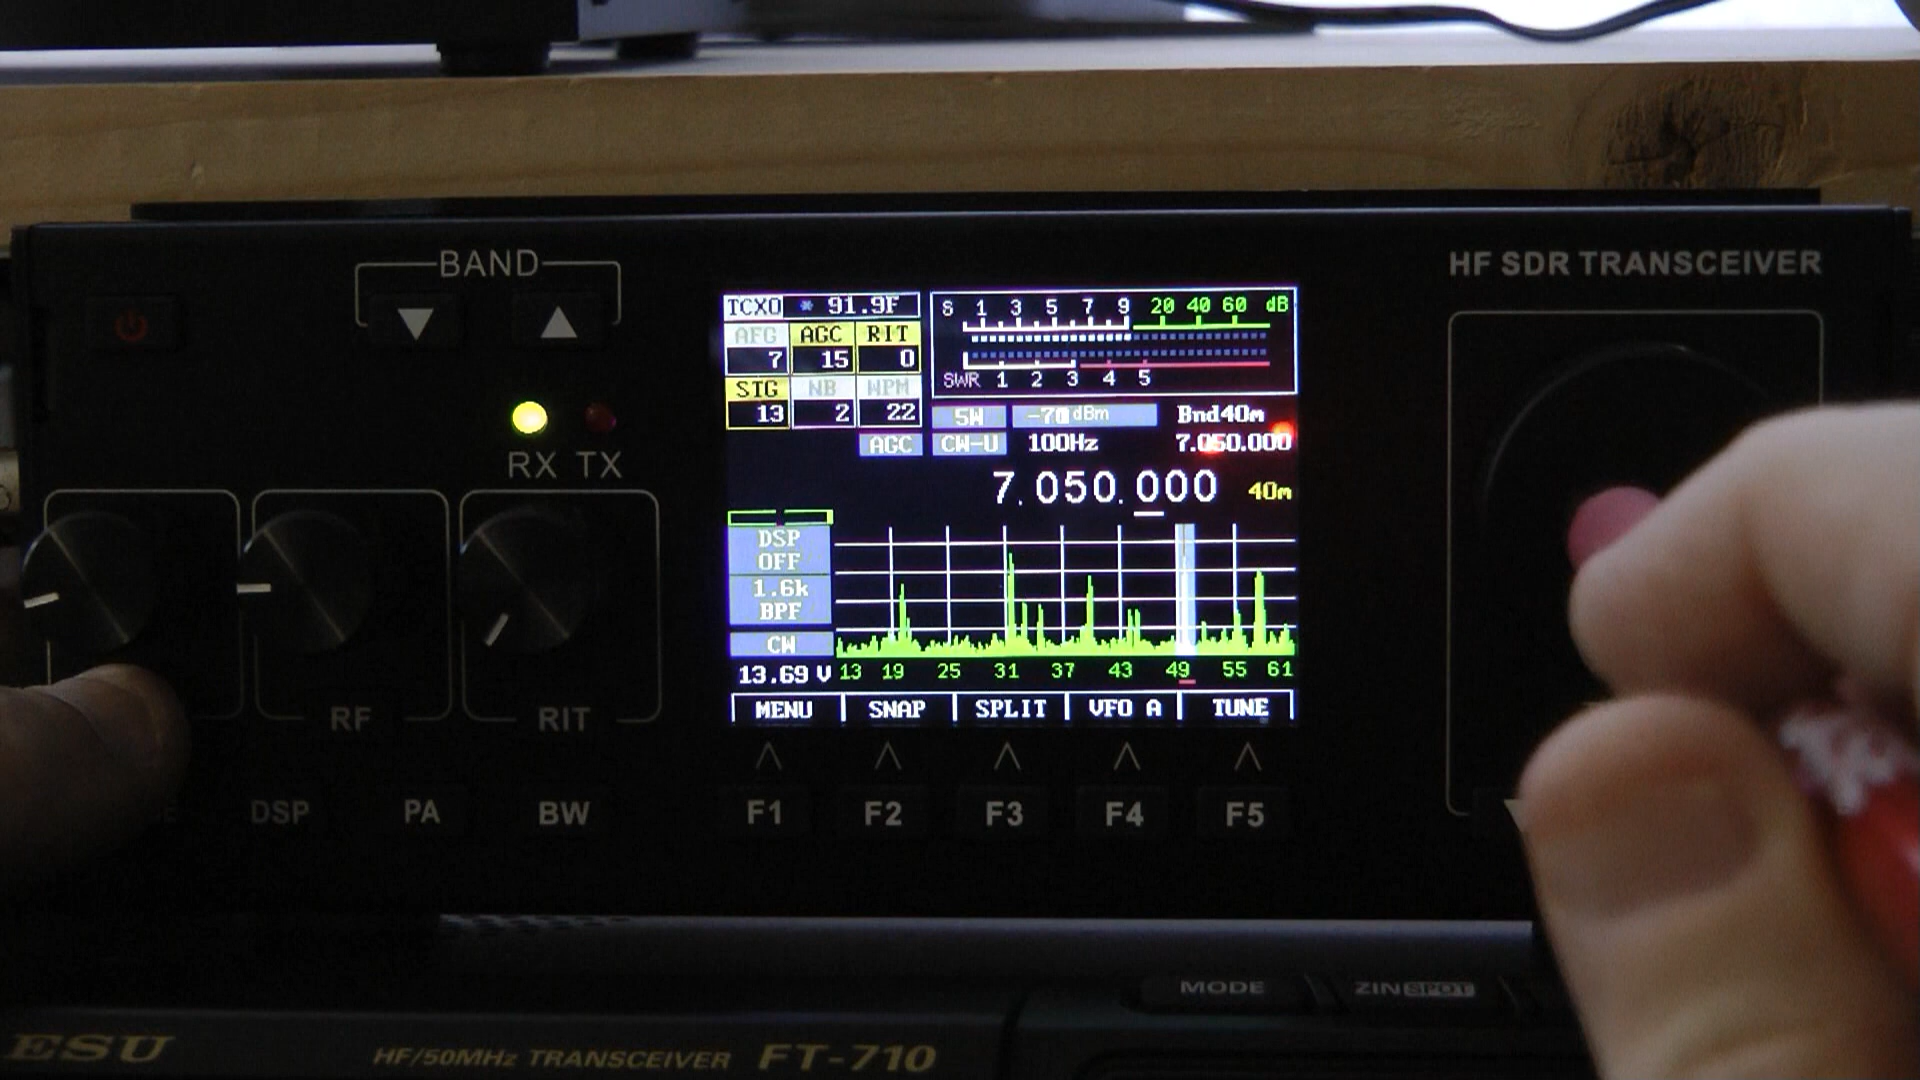 BAND
HF SDR TRANSCEIVER
TCXO * 91.9F
AFG AGC RIT
7 15 0
STG NB WPM
13 2 22
AGC
S 1 3 5 7 9 20 40 60 dB
SWR 1 2 3 4 5
5W dBm Bnd40m
CW-U 100Hz 7.050.000
7.050.000 40m
RX TX
DSP
OFF
1.6k
BPF
CW
13.69 V 13 19 25 31 37 43 49 55 61
MENU SNAP SPLIT VFO A TUNE
RF RIT
DSP PA BW F1 F2 F3 F4 F5
MODE ZIN SPOT
ESU HF/50MHz TRANSCEIVER FT-710